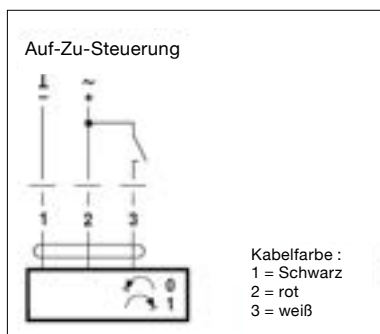 Auf-Zu-Steuerung
⊥ ~
− +
1 2 3
0
1
Kabelfarbe :
1 = Schwarz
2 = rot
3 = weiß